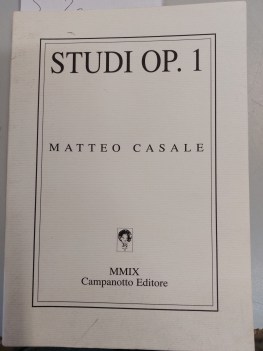 STUDI OP. 1
MATTEO CASALE
MMIX
Campanotto Editore